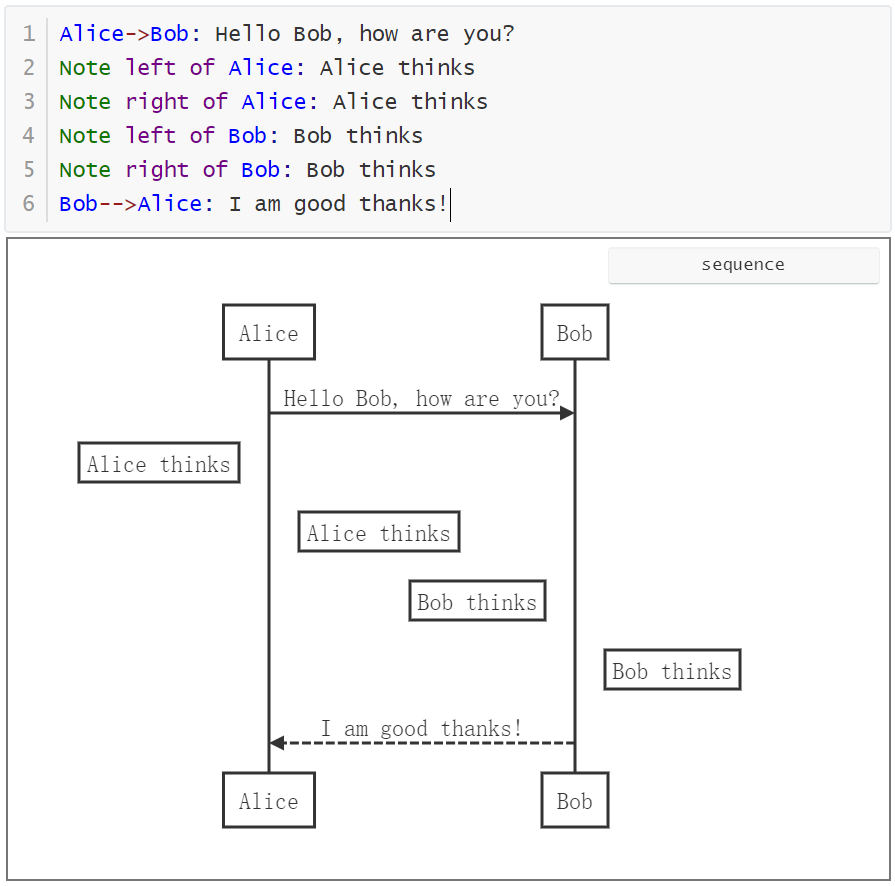 1 Alice->Bob: Hello Bob, how are you?
2 Note left of Alice: Alice thinks
3 Note right of Alice: Alice thinks
4 Note left of Bob: Bob thinks
5 Note right of Bob: Bob thinks
6 Bob-->Alice: I am good thanks!
sequence
Alice Bob
Hello Bob, how are you?
Alice thinks
Alice thinks
Bob thinks
Bob thinks
I am good thanks!
Alice Bob